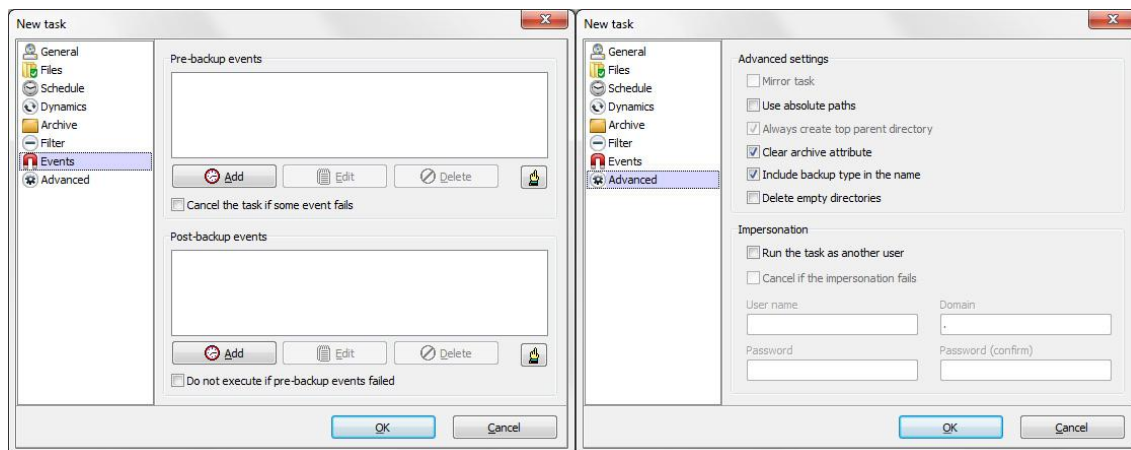 New task
General
Files
Schedule
Dynamics
Archive
Filter
Events
Advanced
Pre-backup events
Add Edit Delete
Cancel the task if some event fails
Post-backup events
Add Edit Delete
Do not execute if pre-backup events failed
OK Cancel
New task
General
Files
Schedule
Dynamics
Archive
Filter
Events
Advanced
Advanced settings
Mirror task
Use absolute paths
Always create top parent directory
Clear archive attribute
Include backup type in the name
Delete empty directories
Impersonation
Run the task as another user
Cancel if the impersonation fails
User name Domain
.
Password Password (confirm)
OK Cancel